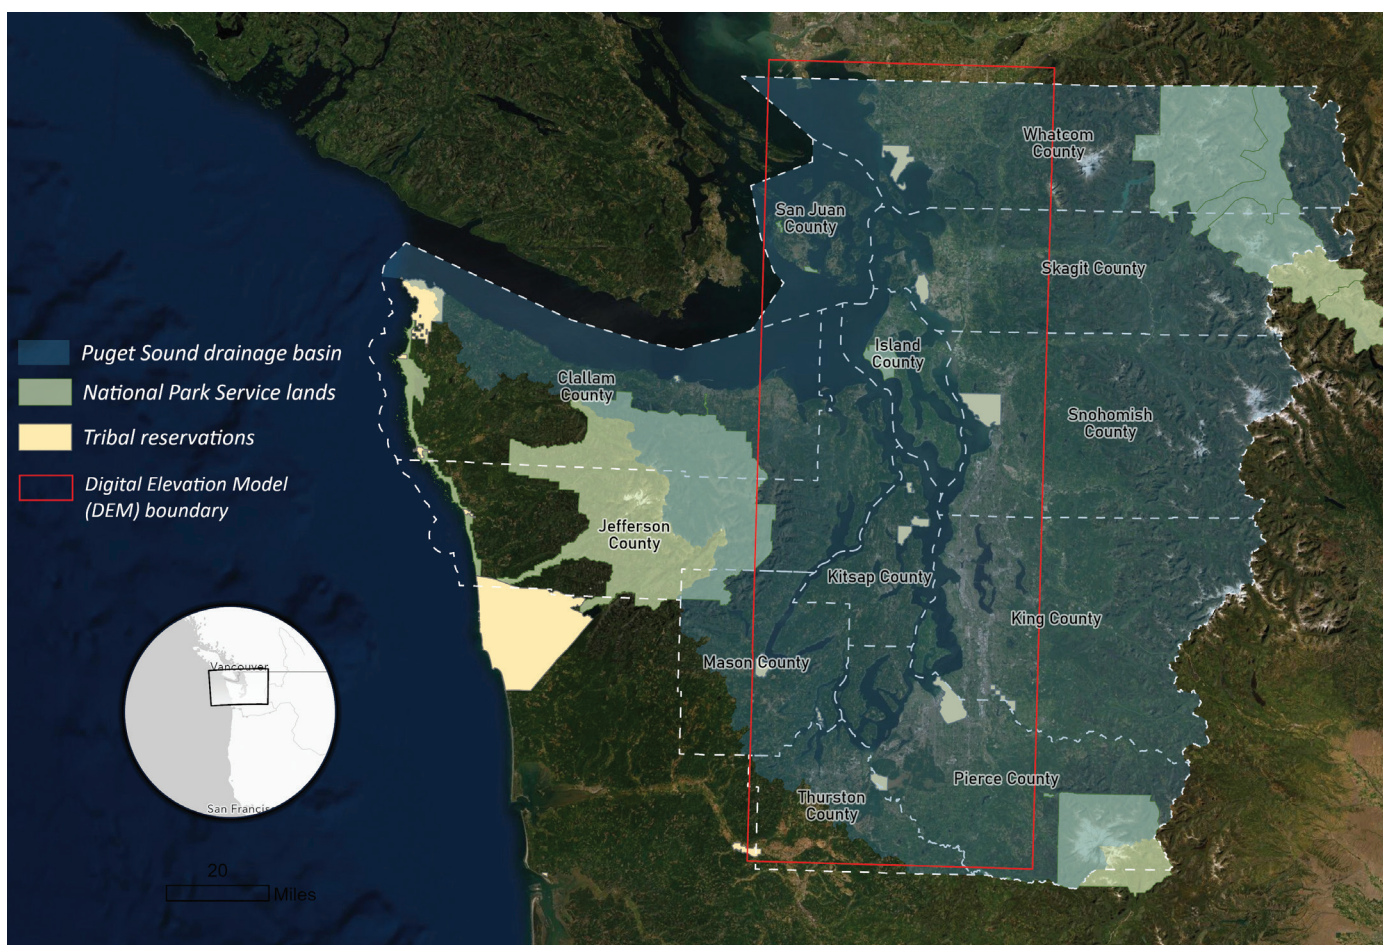 Whatcom
County
San Juan
County
Skagit County
Island
County
Puget Sound drainage basin
National Park Service lands
Tribal reservations
Digital Elevation Model
(DEM) boundary
Clallam
County
Snohomish
County
Jefferson
County
Kitsap County
King County
Mason County
Vancouver
San Francisc
Pierce County
Thurston
County
20
Miles